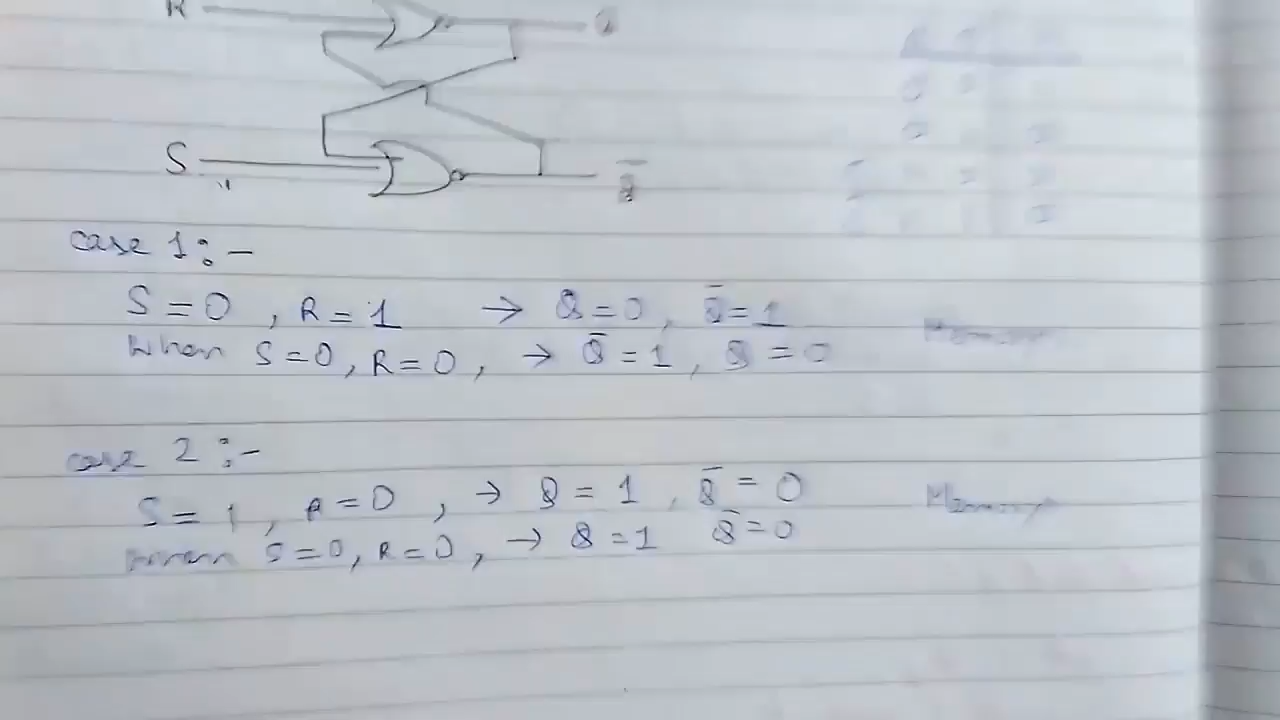 R Q
S Q̅
case 1:-
S = 0 , R = 1 → Q = 0, Q̅ = 1
when S=0, R=0, → Q̅ = 1, Q = 0
case 2:-
S = 1, R = 0, → Q = 1, Q̅ = 0 Memory
when S=0, R=0, → Q = 1 Q̅ = 0